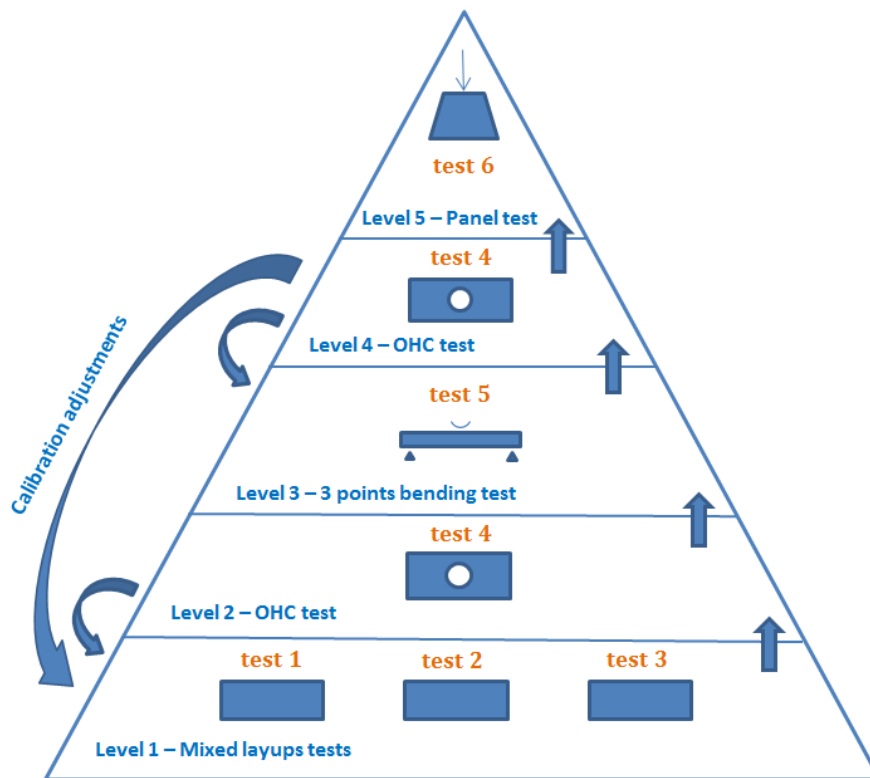 test 6
Level 5 – Panel test
test 4
Level 4 – OHC test
Calibration adjustments
test 5
Level 3 – 3 points bending test
test 4
Level 2 – OHC test
test 1 test 2 test 3
Level 1 – Mixed layups tests